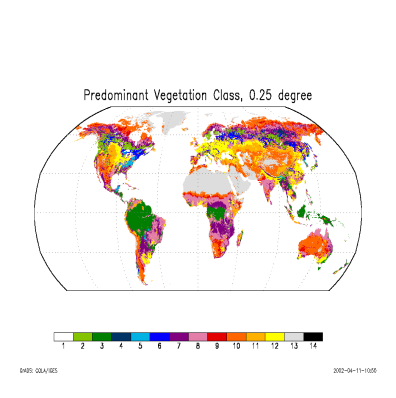 Predominant Vegetation Class, 0.25 degree
1 2 3 4 5 6 7 8 9 10 11 12 13 14
GrADS: COLA/IGES
2002-04-11-10:50